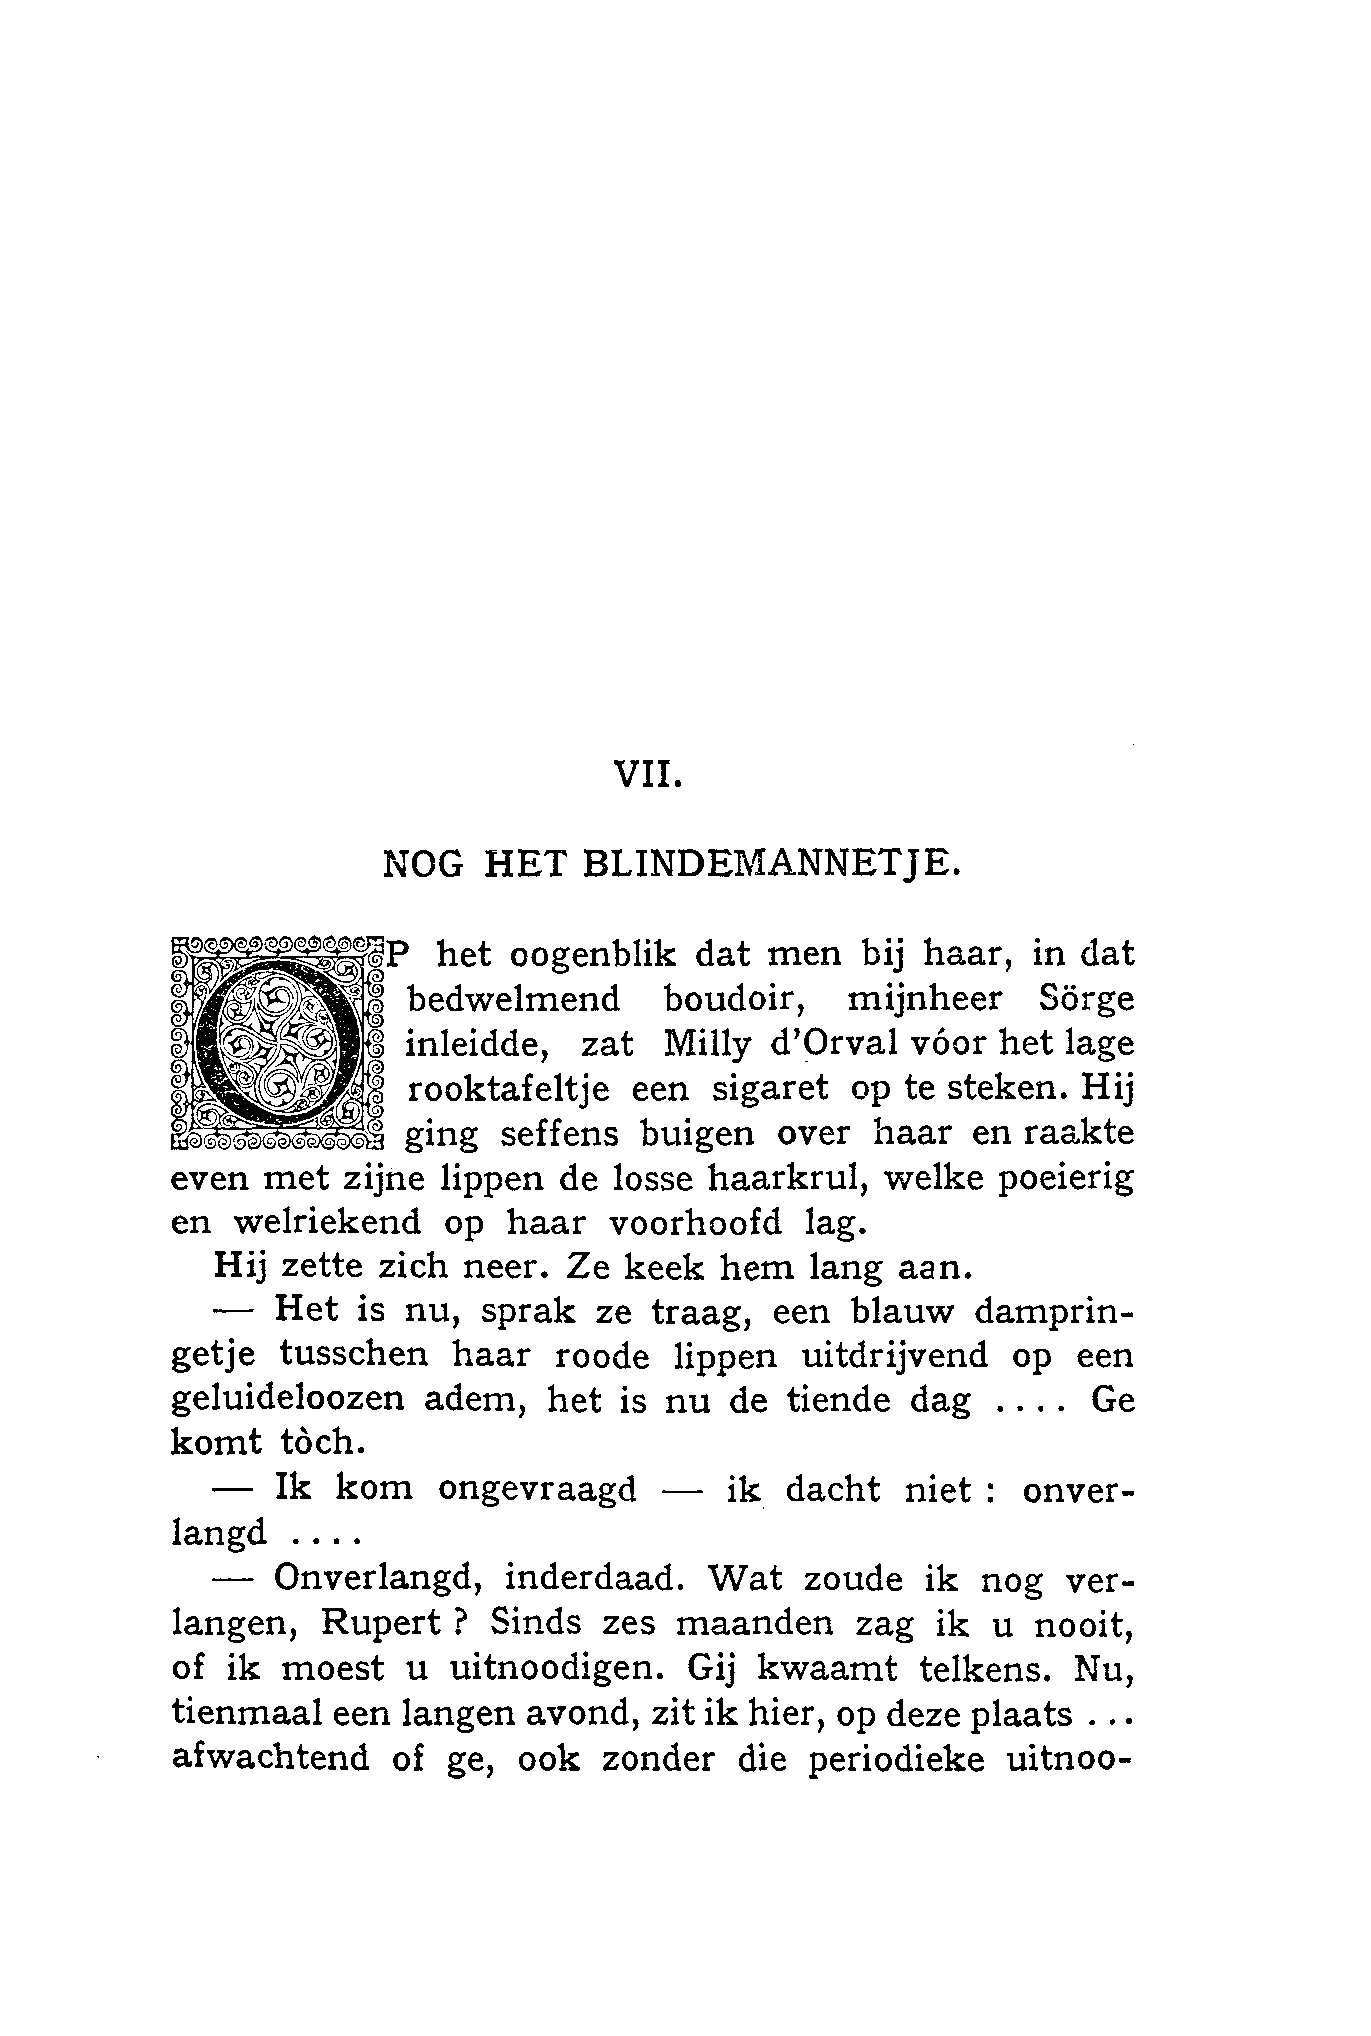 VII.
NOG HET BLINDEMANNETJE.
OP het oogenblik dat men bij haar, in dat
bedwelmend boudoir, mijnheer Sörge
inleidde, zat Milly d'Orval vóor het lage
rooktafeltje een sigaret op te steken. Hij
ging seffens buigen over haar en raakte
even met zijne lippen de losse haarkrul, welke poeierig
en welriekend op haar voorhoofd lag.
Hij zette zich neer. Ze keek hem lang aan.
— Het is nu, sprak ze traag, een blauw damprin-
getje tusschen haar roode lippen uitdrijvend op een
geluideloozen adem, het is nu de tiende dag .... Ge
komt tòch.
— Ik kom ongevraagd — ik dacht niet : onver-
langd ....
— Onverlangd, inderdaad. Wat zoude ik nog ver-
langen, Rupert ? Sinds zes maanden zag ik u nooit,
of ik moest u uitnoodigen. Gij kwaamt telkens. Nu,
tienmaal een langen avond, zit ik hier, op deze plaats ...
afwachtend of ge, ook zonder die periodieke uitnoo-